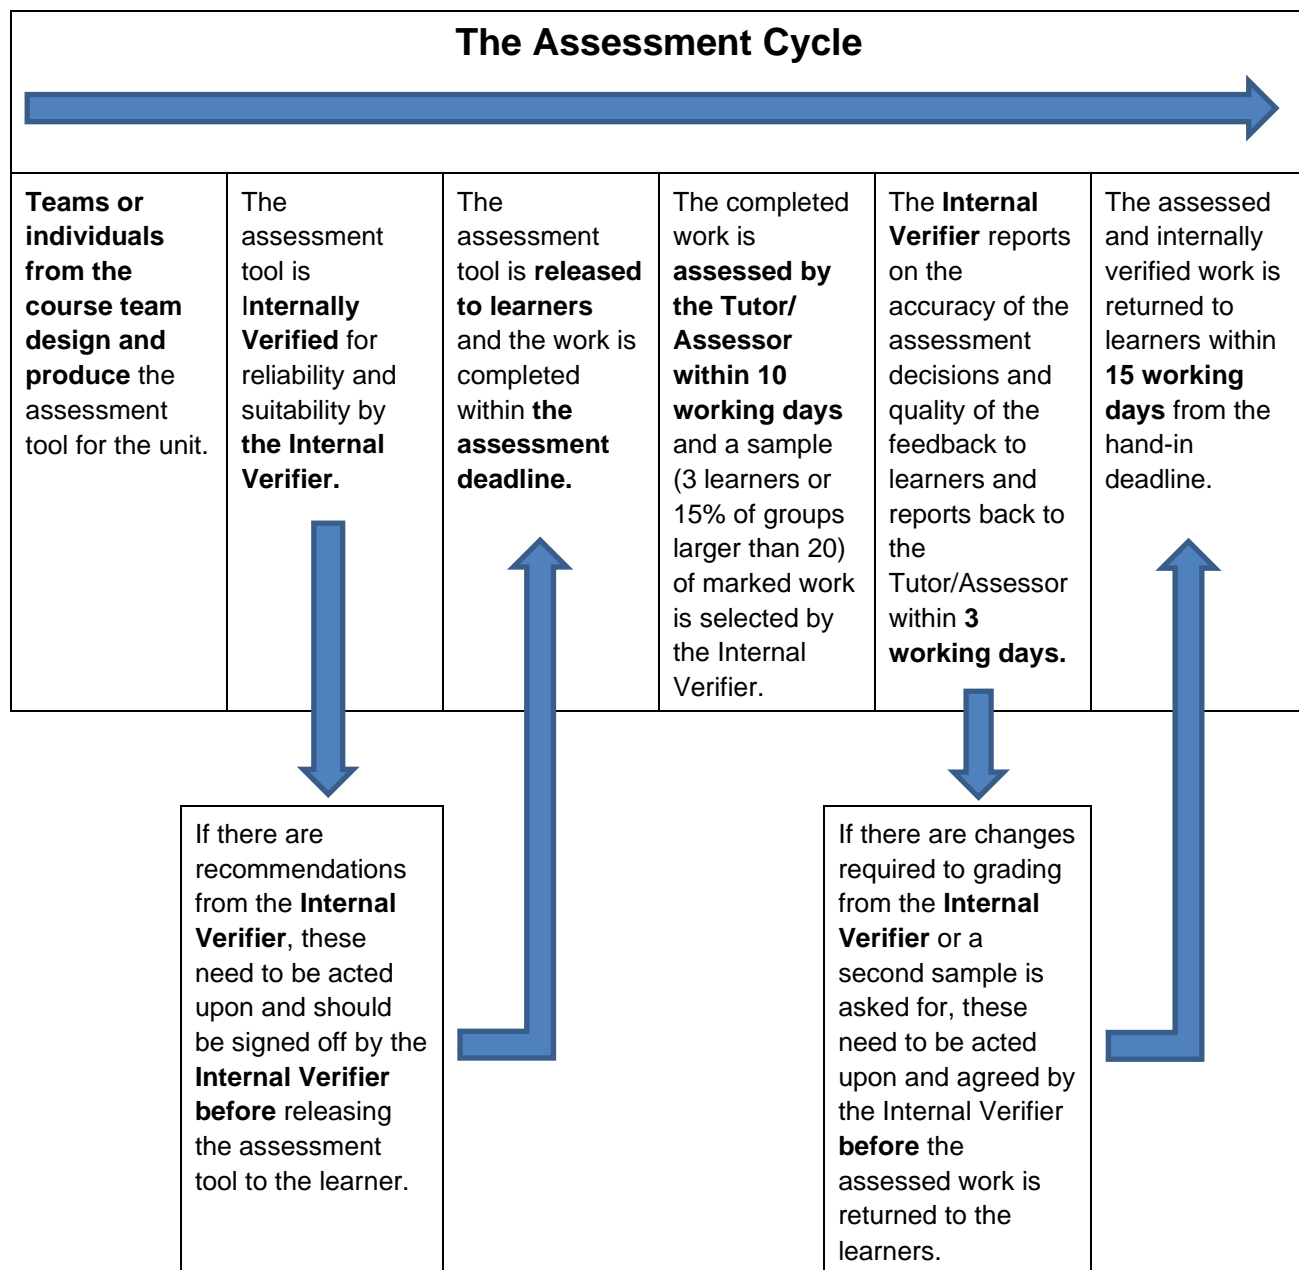 The Assessment Cycle
Teams or
individuals
from the
course team
design and
produce the
assessment
tool for the unit.
The
assessment
tool is
Internally
Verified for
reliability and
suitability by
the Internal
Verifier.
The
assessment
tool is released
to learners
and the work is
completed
within the
assessment
deadline.
The completed
work is
assessed by
the Tutor/
Assessor
within 10
working days
and a sample
(3 learners or
15% of groups
larger than 20)
of marked work
is selected by
the Internal
Verifier.
The Internal
Verifier reports
on the
accuracy of the
assessment
decisions and
quality of the
feedback to
learners and
reports back to
the
Tutor/Assessor
within 3
working days.
The assessed
and internally
verified work is
returned to
learners within
15 working
days from the
hand-in
deadline.
If there are
recommendations
from the Internal
Verifier, these
need to be acted
upon and should
be signed off by the
Internal Verifier
before releasing
the assessment
tool to the learner.
If there are changes
required to grading
from the Internal
Verifier or a
second sample is
asked for, these
need to be acted
upon and agreed by
the Internal Verifier
before the
assessed work is
returned to the
learners.